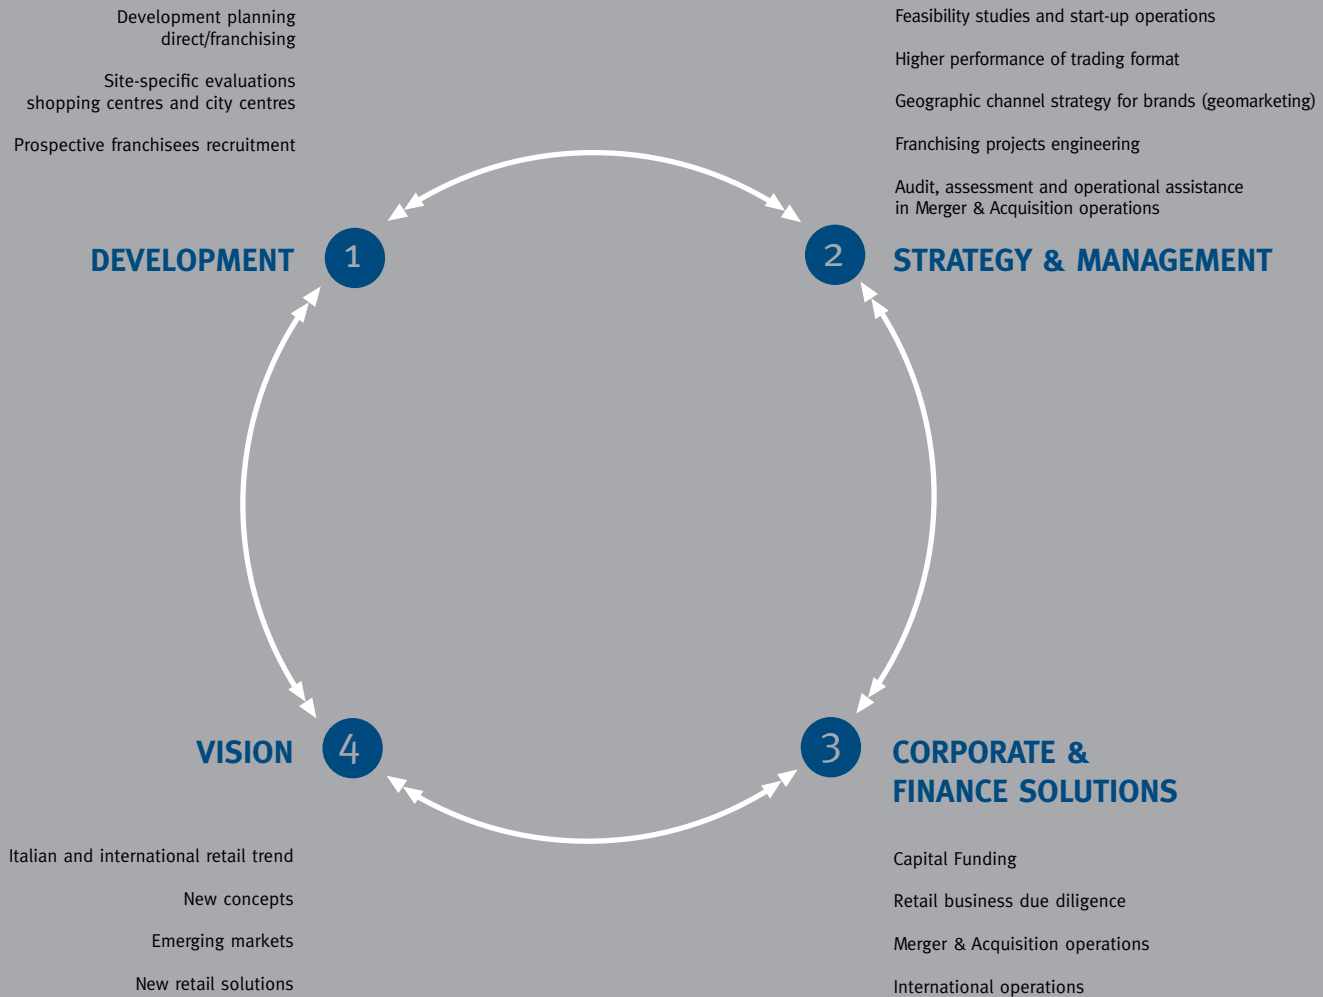 Development planning
direct/franchising
Site-specific evaluations
shopping centres and city centres
Prospective franchisees recruitment
DEVELOPMENT
1
Feasibility studies and start-up operations
Higher performance of trading format
Geographic channel strategy for brands (geomarketing)
Franchising projects engineering
Audit, assessment and operational assistance
in Merger & Acquisition operations
2
STRATEGY & MANAGEMENT
VISION
4
Italian and international retail trend
New concepts
Emerging markets
New retail solutions
3
CORPORATE &
FINANCE SOLUTIONS
Capital Funding
Retail business due diligence
Merger & Acquisition operations
International operations